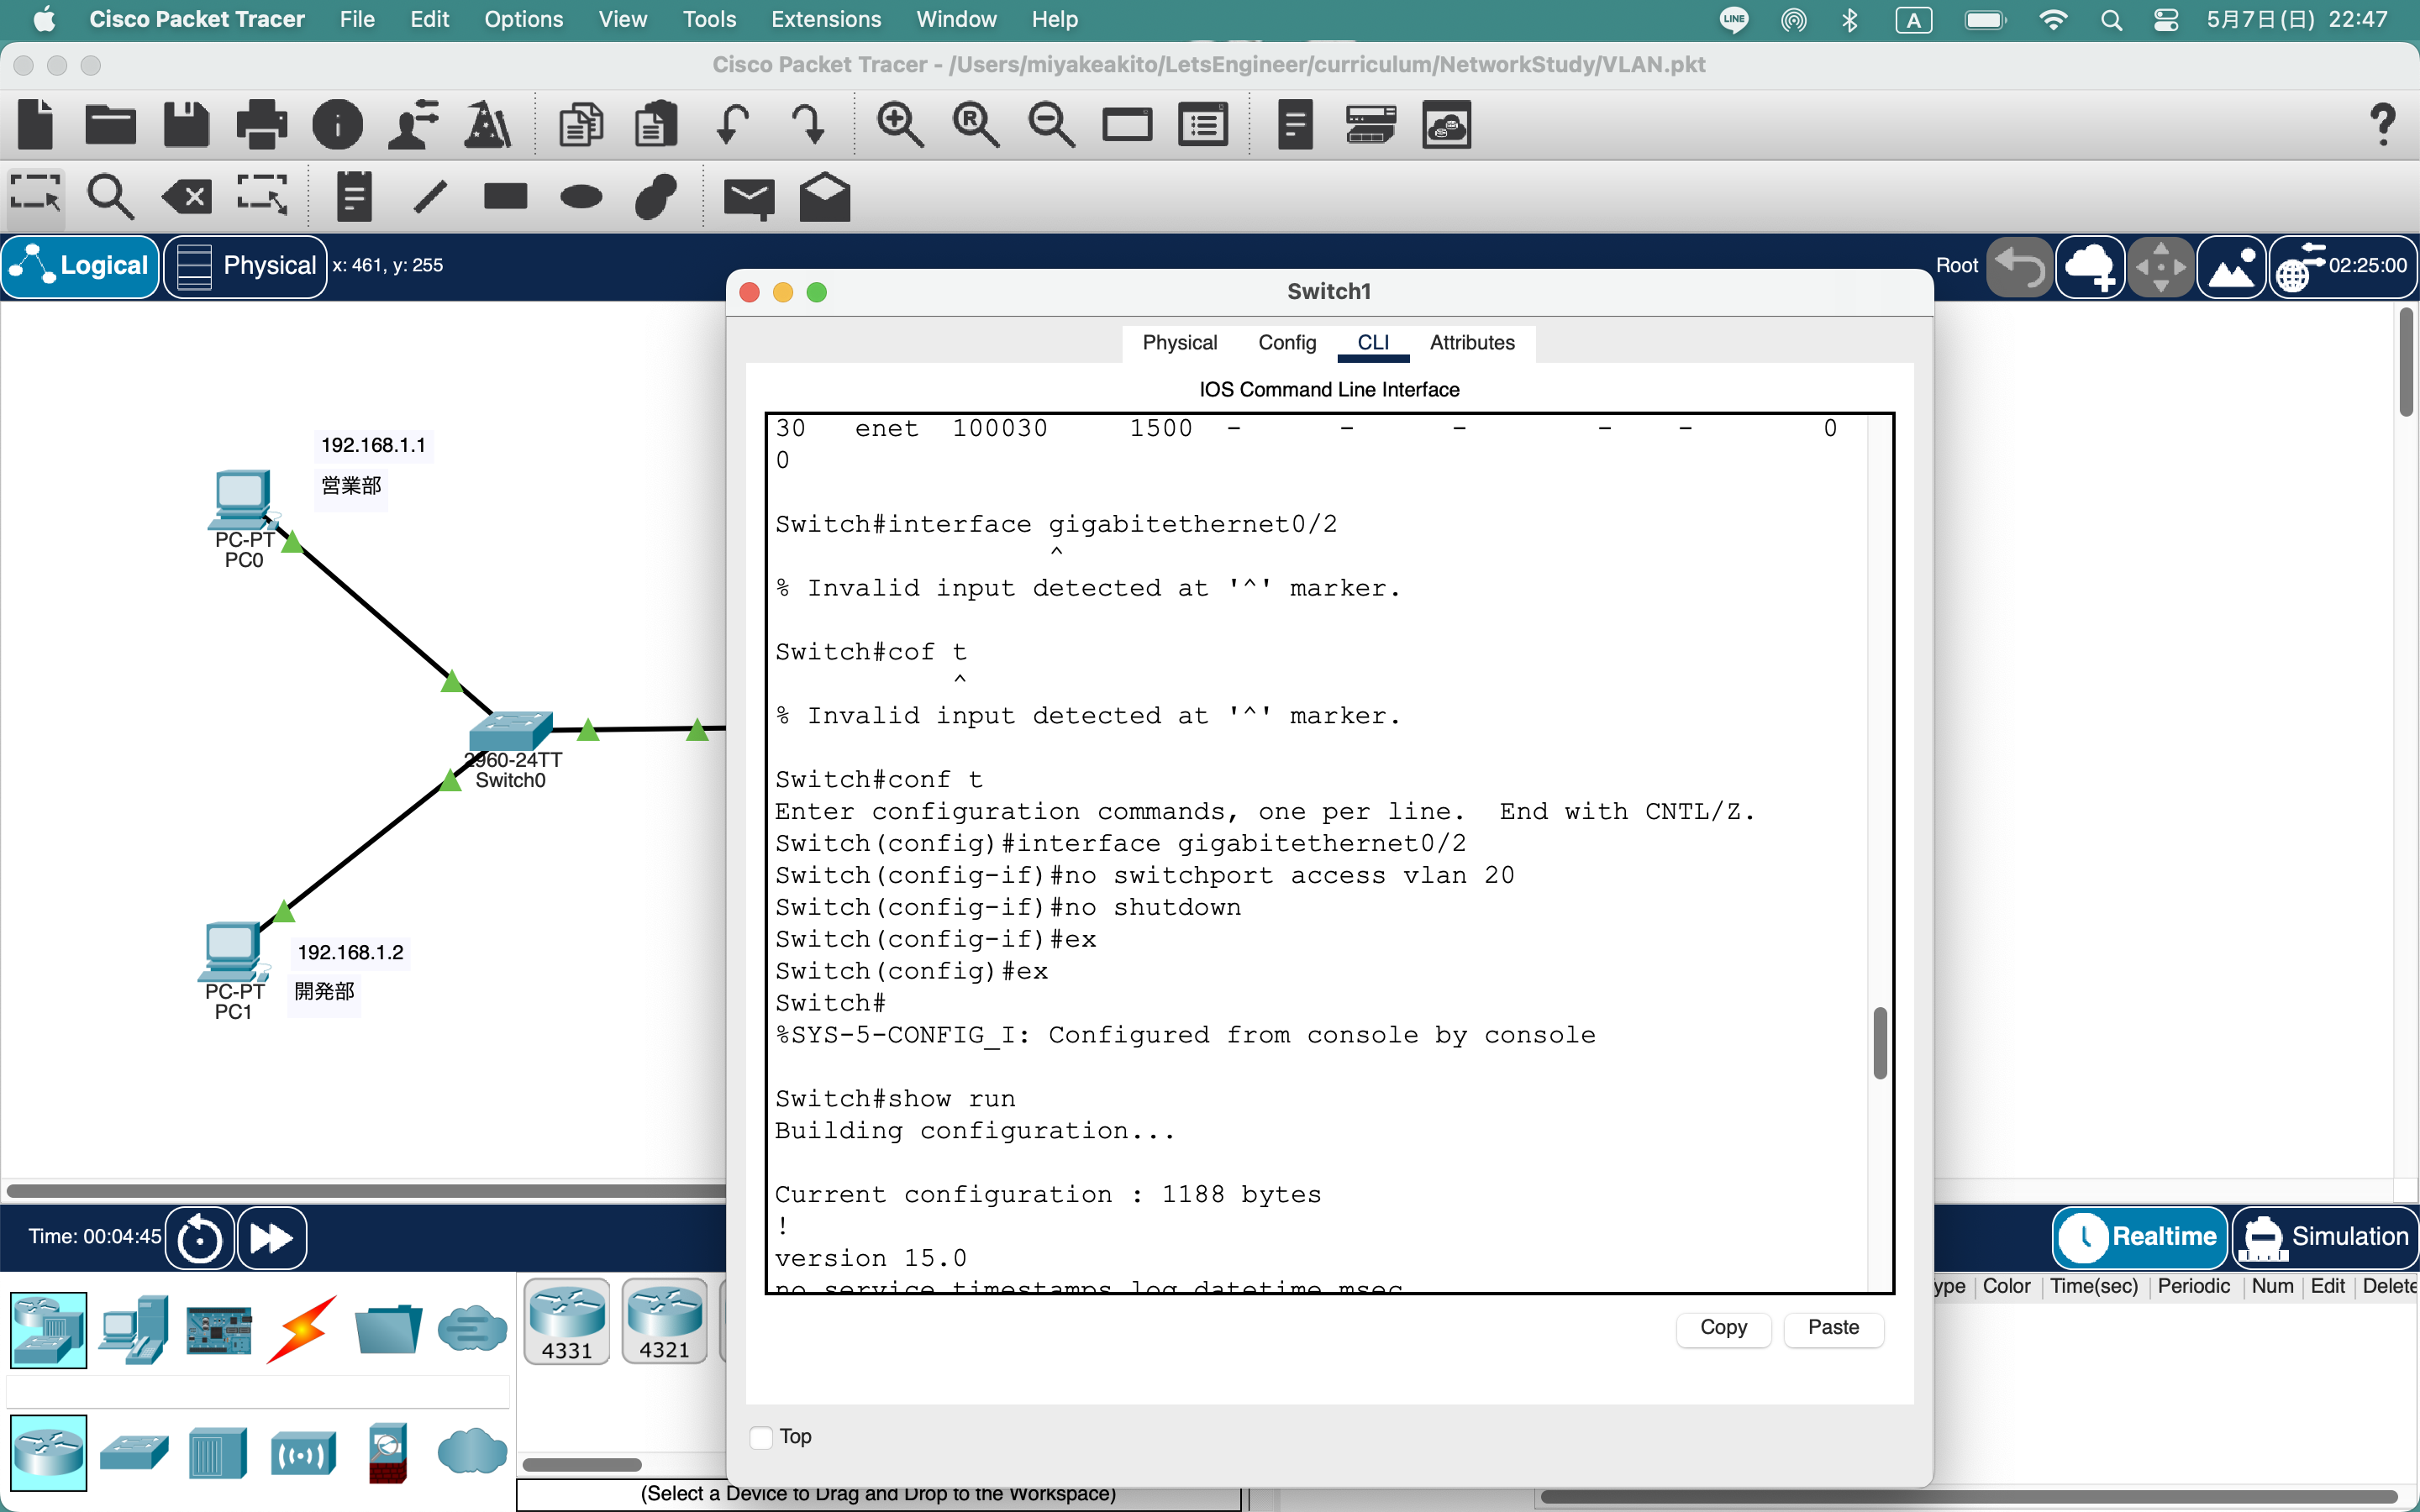 Cisco Packet Tracer File Edit Options View Tools Extensions Window Help LINE A 5月7日(日) 22:47
Cisco Packet Tracer - /Users/miyakeakito/LetsEngineer/curriculum/NetworkStudy/VLAN.pkt
Logical Physical x: 461, y: 255 Root 02:25:00
192.168.1.1
営業部
PC-PT
PC0
2960-24TT
Switch0
192.168.1.2
開発部
PC-PT
PC1
Switch1
Physical Config CLI Attributes
IOS Command Line Interface
30 enet 100030 1500 - - - - - 0
0
Switch#interface gigabitethernet0/2
^
% Invalid input detected at '^' marker.
Switch#cof t
^
% Invalid input detected at '^' marker.
Switch#conf t
Enter configuration commands, one per line. End with CNTL/Z.
Switch(config)#interface gigabitethernet0/2
Switch(config-if)#no switchport access vlan 20
Switch(config-if)#no shutdown
Switch(config-if)#ex
Switch(config)#ex
Switch#
%SYS-5-CONFIG_I: Configured from console by console
Switch#show run
Building configuration...
Current configuration : 1188 bytes
!
version 15.0
no service timestamps log datetime msec
Copy Paste
Top
Time: 00:04:45
Realtime Simulation
ype Color Time(sec) Periodic Num Edit Delete
4331 4321
(Select a Device to Drag and Drop to the Workspace)